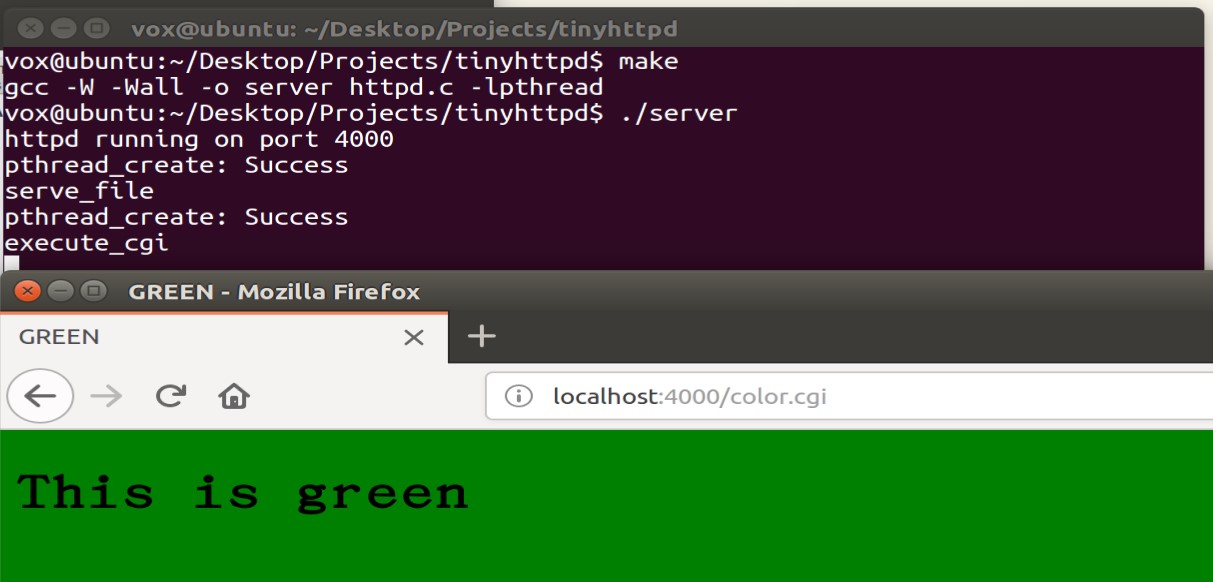 vox@ubuntu: ~/Desktop/Projects/tinyhttpd
vox@ubuntu:~/Desktop/Projects/tinyhttpd$ make
gcc -W -Wall -o server httpd.c -lpthread
vox@ubuntu:~/Desktop/Projects/tinyhttpd$ ./server
httpd running on port 4000
pthread_create: Success
serve_file
pthread_create: Success
execute_cgi
GREEN - Mozilla Firefox
GREEN
localhost:4000/color.cgi
This is green